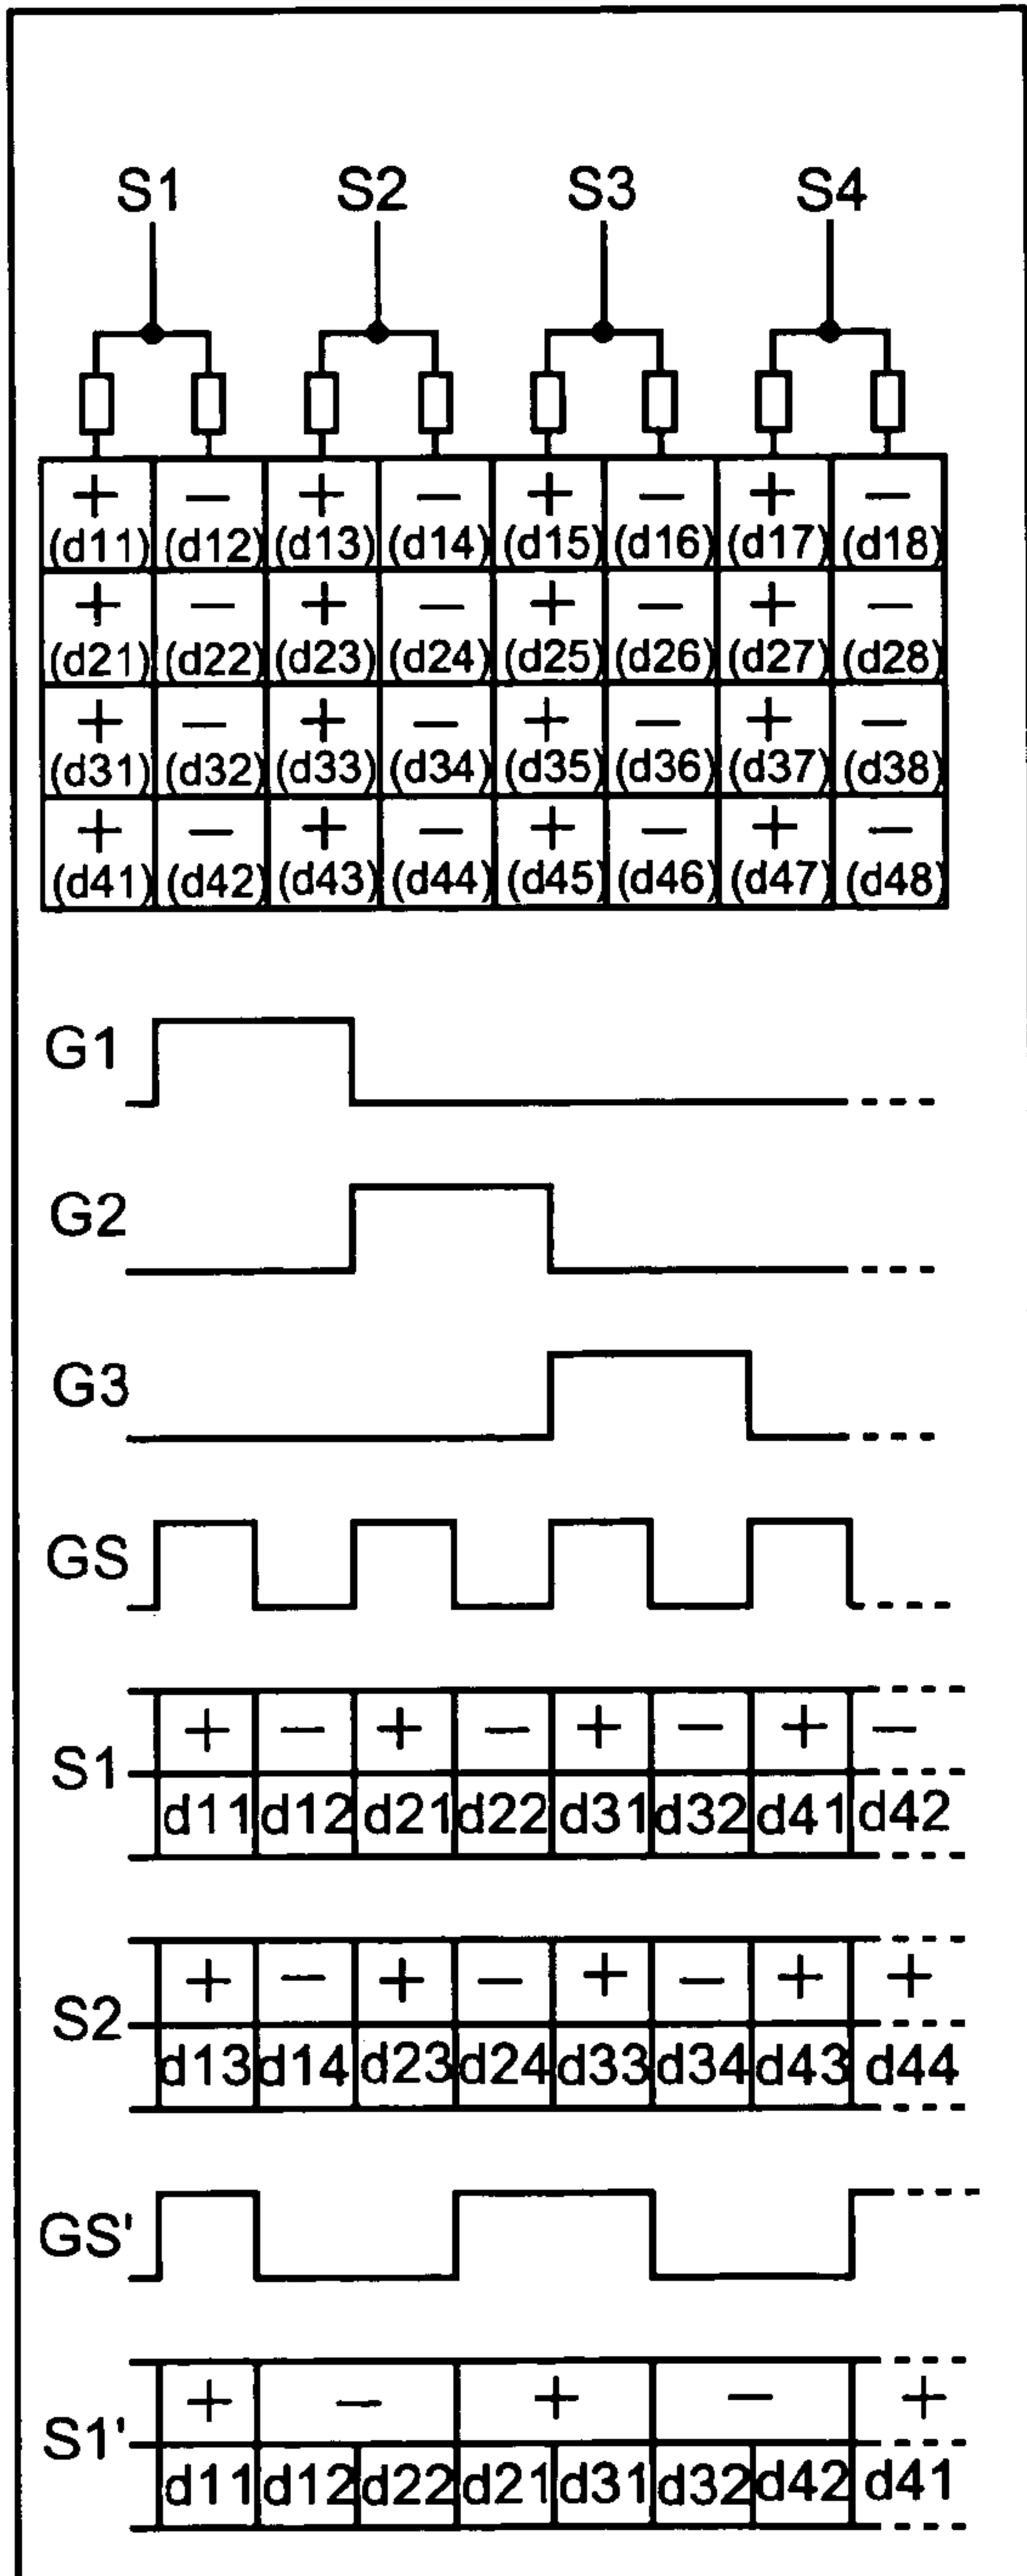 S1 S2 S3 S4
+ − + − + − + −
(d11) (d12) (d13) (d14) (d15) (d16) (d17) (d18)
+ − + − + − + −
(d21) (d22) (d23) (d24) (d25) (d26) (d27) (d28)
+ − + − + − + −
(d31) (d32) (d33) (d34) (d35) (d36) (d37) (d38)
+ − + − + − + −
(d41) (d42) (d43) (d44) (d45) (d46) (d47) (d48)
G1
G2
G3
GS
+ − + − + − + −
S1
d11 d12 d21 d22 d31 d32 d41 d42
+ − + − + − + +
S2
d13 d14 d23 d24 d33 d34 d43 d44
GS'
+ − + − +
S1'
d11 d12 d22 d21 d31 d32 d42 d41